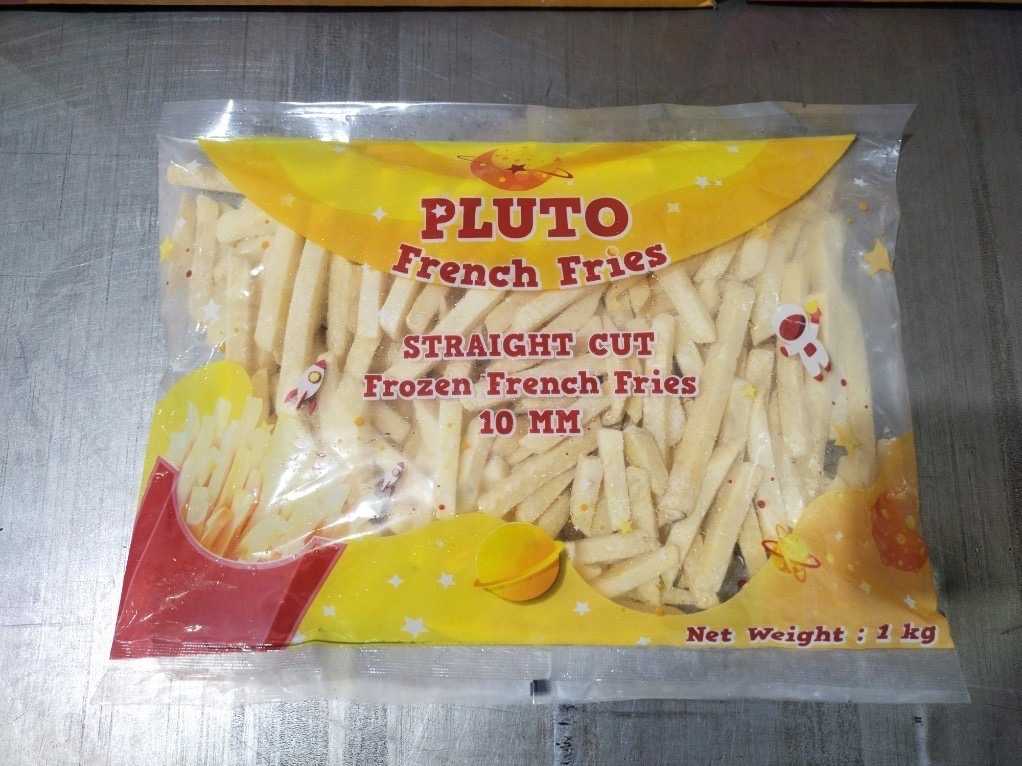 PLUTO
French Fries
STRAIGHT CUT
Frozen French Fries
10 MM
Net Weight : 1 kg